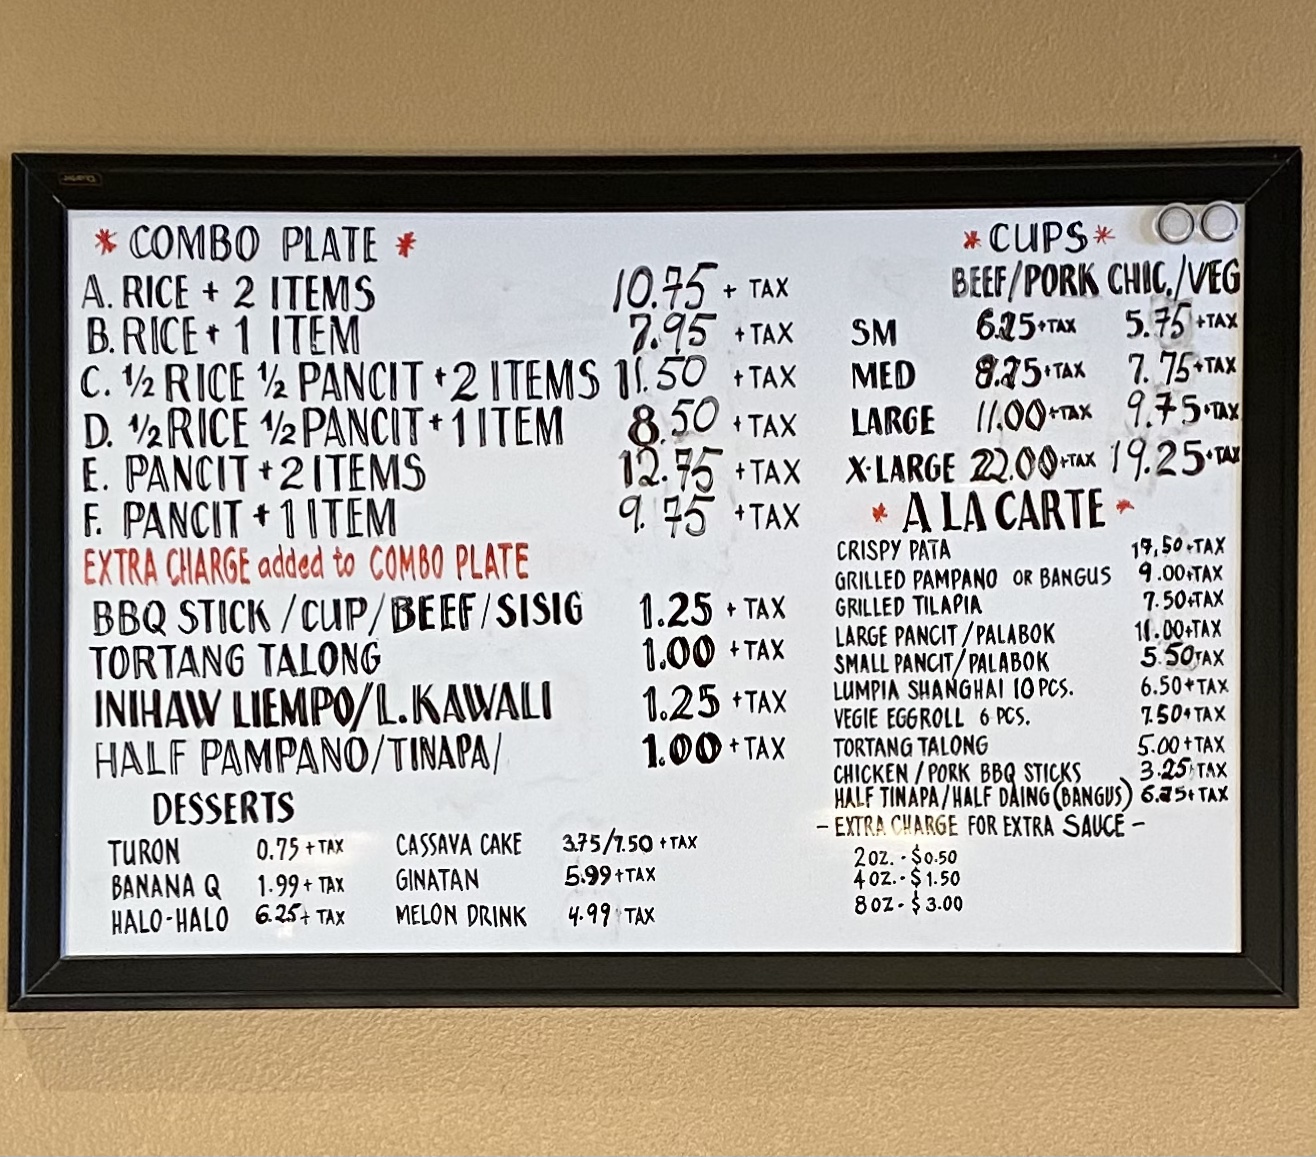 * COMBO PLATE *
A. RICE + 2 ITEMS 10.75 + TAX
B. RICE + 1 ITEM 7.95 + TAX
C. 1/2 RICE 1/2 PANCIT + 2 ITEMS 11.50 + TAX
D. 1/2 RICE 1/2 PANCIT + 1 ITEM 8.50 + TAX
E. PANCIT + 2 ITEMS 12.75 + TAX
F. PANCIT + 1 ITEM 9.75 + TAX
EXTRA CHARGE added to COMBO PLATE
BBQ STICK / CUP / BEEF / SISIG 1.25 + TAX
TORTANG TALONG 1.00 + TAX
INIHAW LIEMPO/L.KAWALI 1.25 + TAX
HALF PAMPANO/TINAPA/ 1.00 + TAX
DESSERTS
TURON 0.75 + TAX CASSAVA CAKE 3.75/7.50 + TAX
BANANA Q 1.99 + TAX GINATAN 5.99 + TAX
HALO-HALO 6.25 + TAX MELON DRINK 4.99 TAX
* CUPS *
BEEF/PORK CHIC./VEG
SM 6.25 + TAX 5.75 + TAX
MED 8.25 + TAX 7.75 + TAX
LARGE 11.00 + TAX 9.75 + TAX
X-LARGE 22.00 + TAX 19.25 + TAX
* A LA CARTE *
CRISPY PATA 19.50 + TAX
GRILLED PAMPANO OR BANGUS 9.00 + TAX
GRILLED TILAPIA 7.50 + TAX
LARGE PANCIT/PALABOK 11.00 + TAX
SMALL PANCIT/PALABOK 5.50 TAX
LUMPIA SHANGHAI 10 PCS. 6.50 + TAX
VEGIE EGGROLL 6 PCS. 7.50 + TAX
TORTANG TALONG 5.00 + TAX
CHICKEN / PORK BBQ STICKS 3.25 TAX
HALF TINAPA/HALF DAING (BANGUS) 6.25 + TAX
- EXTRA CHARGE FOR EXTRA SAUCE -
2 OZ. - $0.50
4 OZ. - $1.50
8 OZ - $3.00